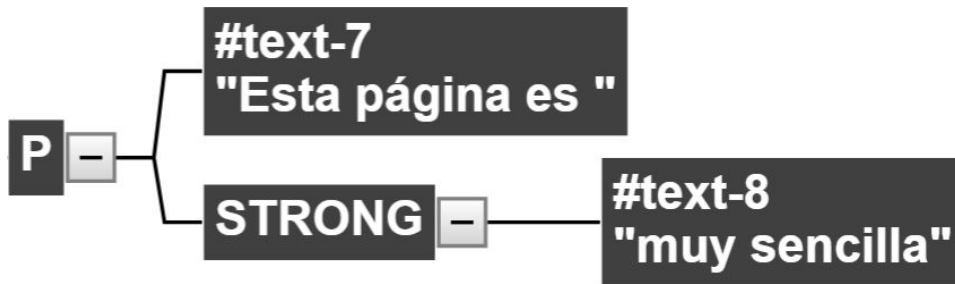 #text-7
"Esta página es "
P
STRONG
#text-8
"muy sencilla"